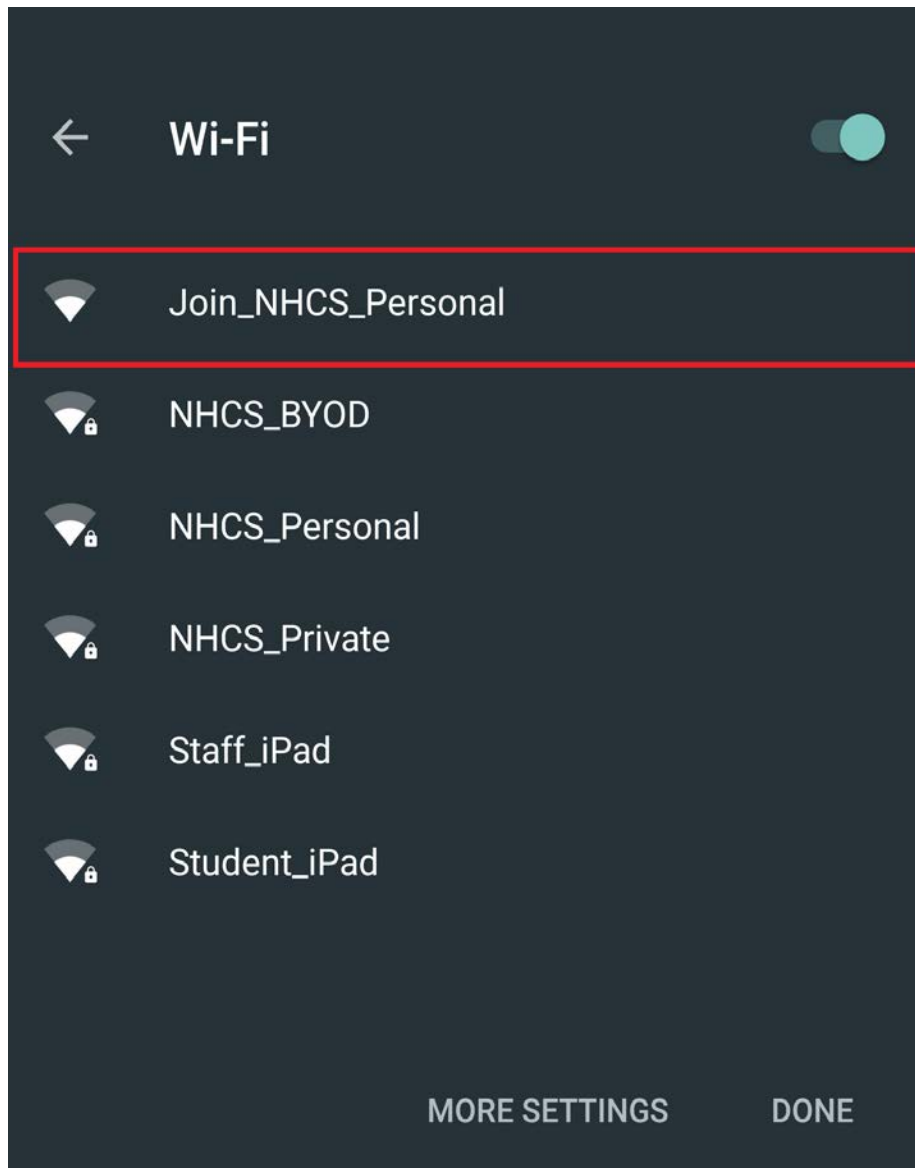 Wi-Fi
Join_NHCS_Personal
NHCS_BYOD
NHCS_Personal
NHCS_Private
Staff_iPad
Student_iPad
MORE SETTINGS DONE